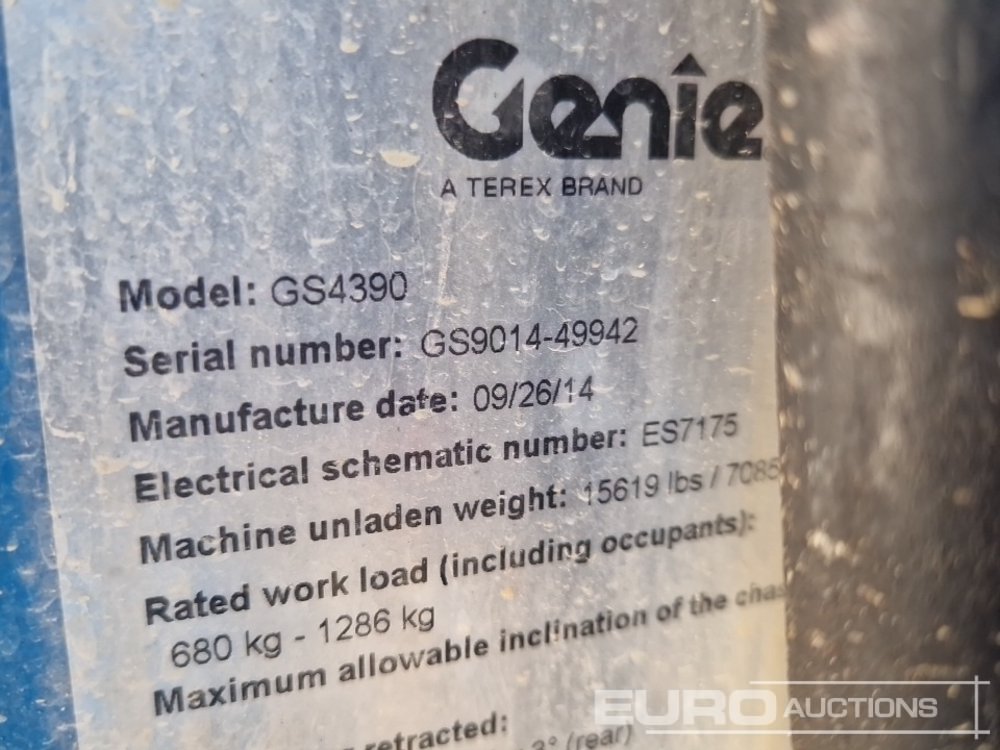 Genie
A TEREX BRAND
Model: GS4390
Serial number: GS9014-49942
Manufacture date: 09/26/14
Electrical schematic number: ES7175
Machine unladen weight: 15619 lbs / 7085
Rated work load (including occupants):
680 kg - 1286 kg
Maximum allowable inclination of the
retracted:
3° (rear)
EURO AUCTIONS